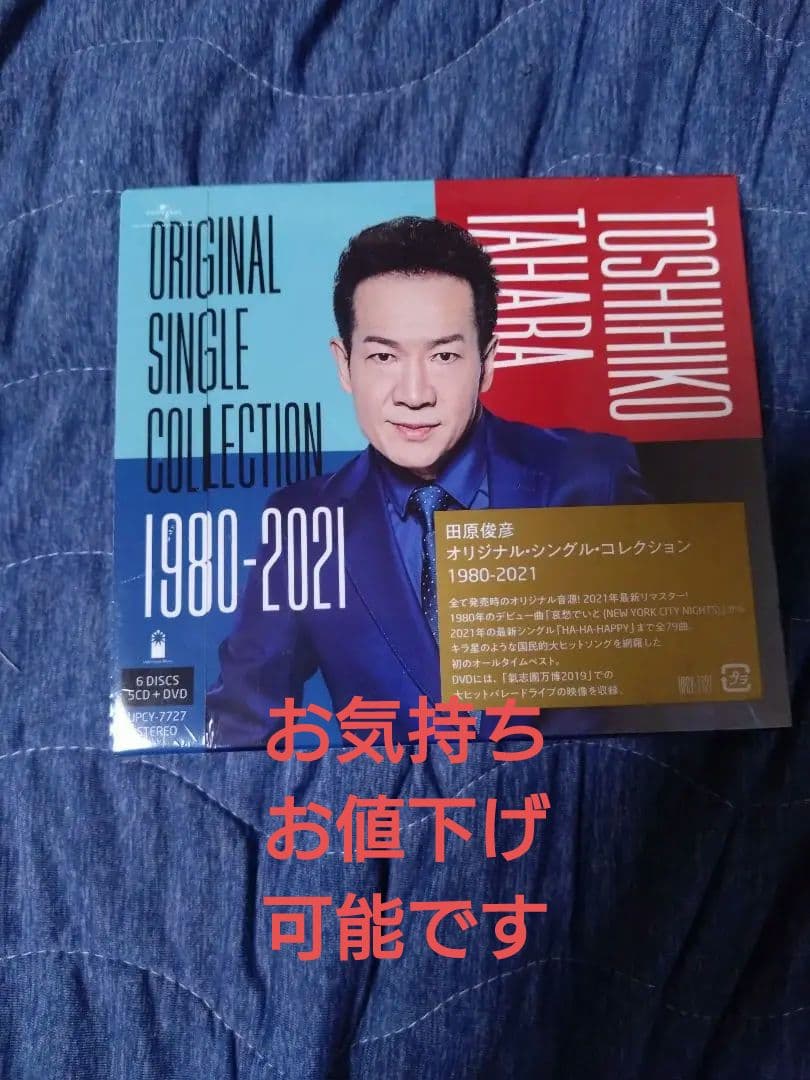 ORIGINAL
SINGLE
COLLECTION
1980-2021
TOSHIHIKO
TAHARA
田原俊彦
オリジナル・シングル・コレクション
1980-2021
全て発売時のオリジナル音源!2021年最新リマスター!
1980年のデビュー曲「哀愁でいと(NEW YORK CITY NIGHTS)」から
2021年の最新シングル「HA-HA-HAPPY」まで全79曲。
キラ星のような国民的大ヒットソングを網羅した
初のオールタイムベスト。
DVDには、「氣志團万博2019」での
大ヒットパレードライブの映像を収録。
プラ
6 DISCS
5CD+DVD
UPCY-7727
STEREO
お気持ち
お値下げ
可能です